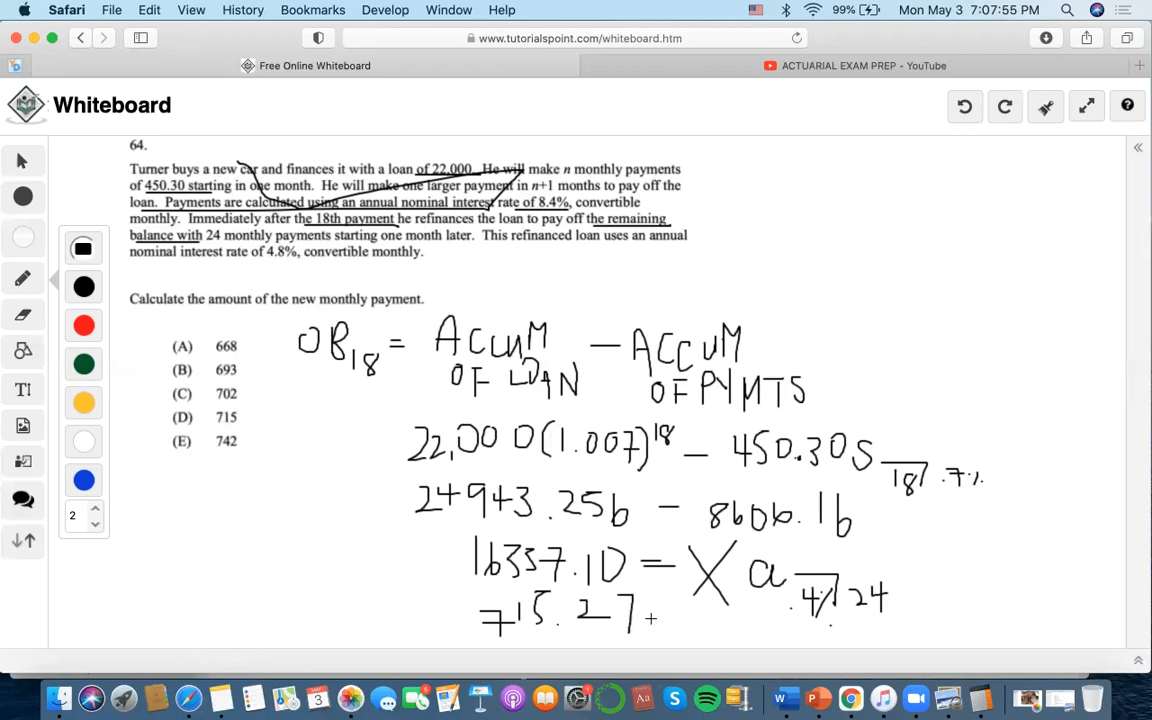 Safari File Edit View History Bookmarks Develop Window Help 99% Mon May 3 7:07:55 PM
www.tutorialspoint.com/whiteboard.htm
Free Online Whiteboard ACTUARIAL EXAM PREP - YouTube
Whiteboard
64.
Turner buys a new car and finances it with a loan of 22,000. He will make n monthly payments
of 450.30 starting in one month. He will make one larger payment in n+1 months to pay off the
loan. Payments are calculated using an annual nominal interest rate of 8.4%, convertible
monthly. Immediately after the 18th payment he refinances the loan to pay off the remaining
balance with 24 monthly payments starting one month later. This refinanced loan uses an annual
nominal interest rate of 4.8%, convertible monthly.
Calculate the amount of the new monthly payment.
(A) 668
(B) 693
(C) 702
(D) 715
(E) 742
OB18 = ACCUM OF LOAN — ACCUM OF PYMTS
22,000(1.007)^18 — 450.30 S 18 .7%
24943.256 — 8606.16
16337.10 = X a .4% 24
715.27
2